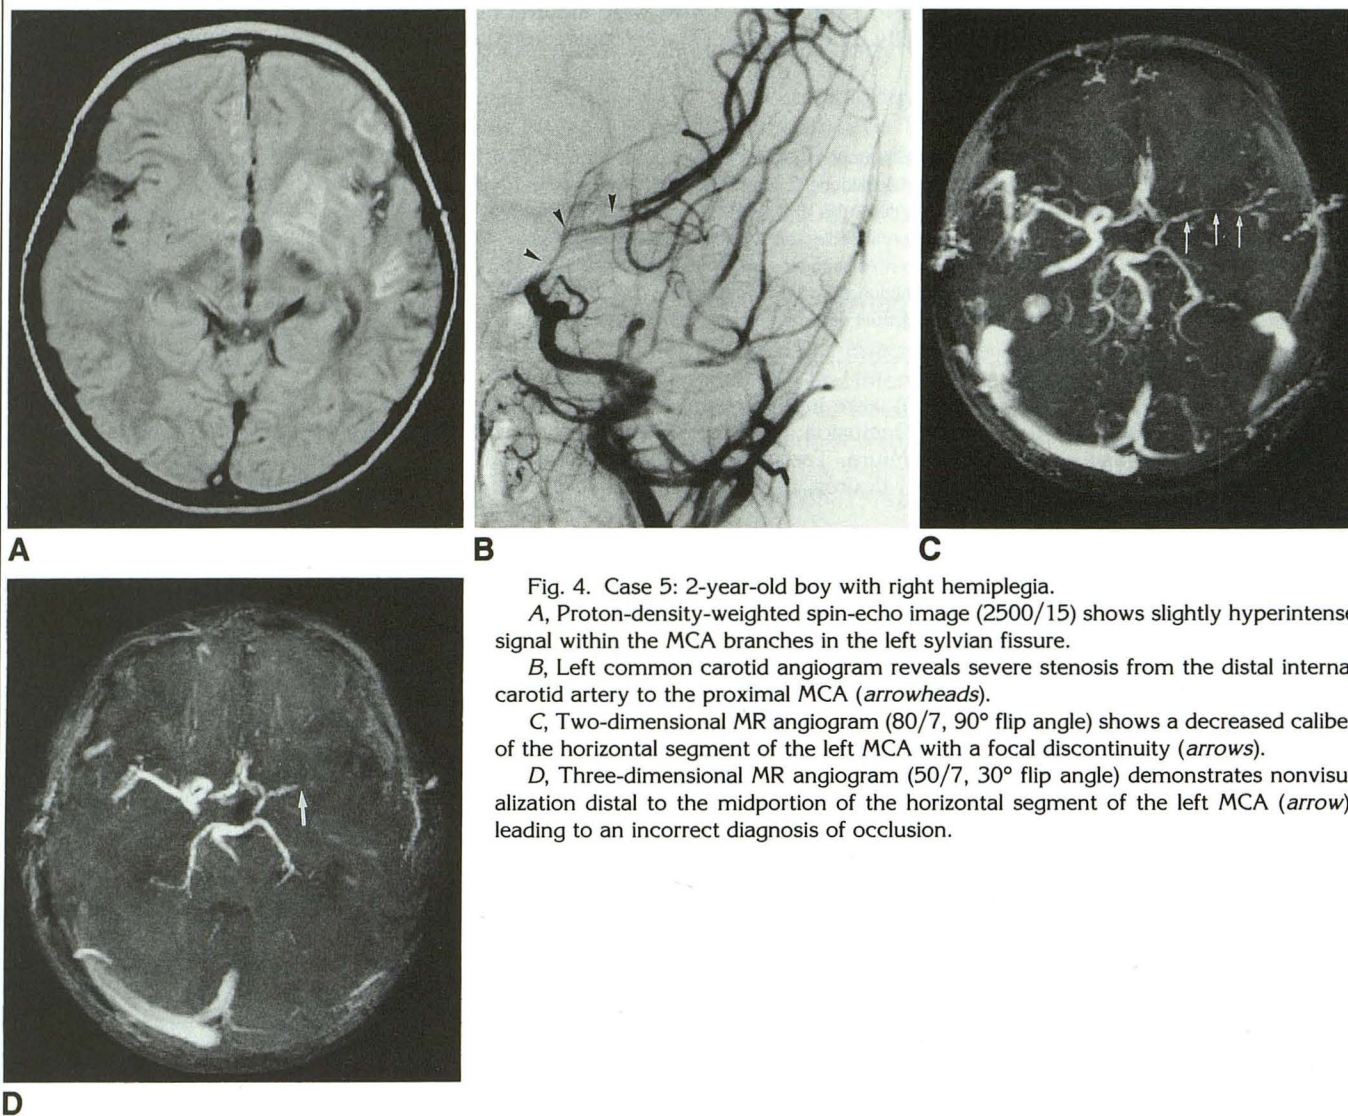 A
B
C
Fig. 4. Case 5: 2-year-old boy with right hemiplegia.
A, Proton-density-weighted spin-echo image (2500/15) shows slightly hyperintense
signal within the MCA branches in the left sylvian fissure.
B, Left common carotid angiogram reveals severe stenosis from the distal interna
carotid artery to the proximal MCA (arrowheads).
C, Two-dimensional MR angiogram (80/7, 90° flip angle) shows a decreased calibe
of the horizontal segment of the left MCA with a focal discontinuity (arrows).
D, Three-dimensional MR angiogram (50/7, 30° flip angle) demonstrates nonvisu-
alization distal to the midportion of the horizontal segment of the left MCA (arrow)
leading to an incorrect diagnosis of occlusion.
D